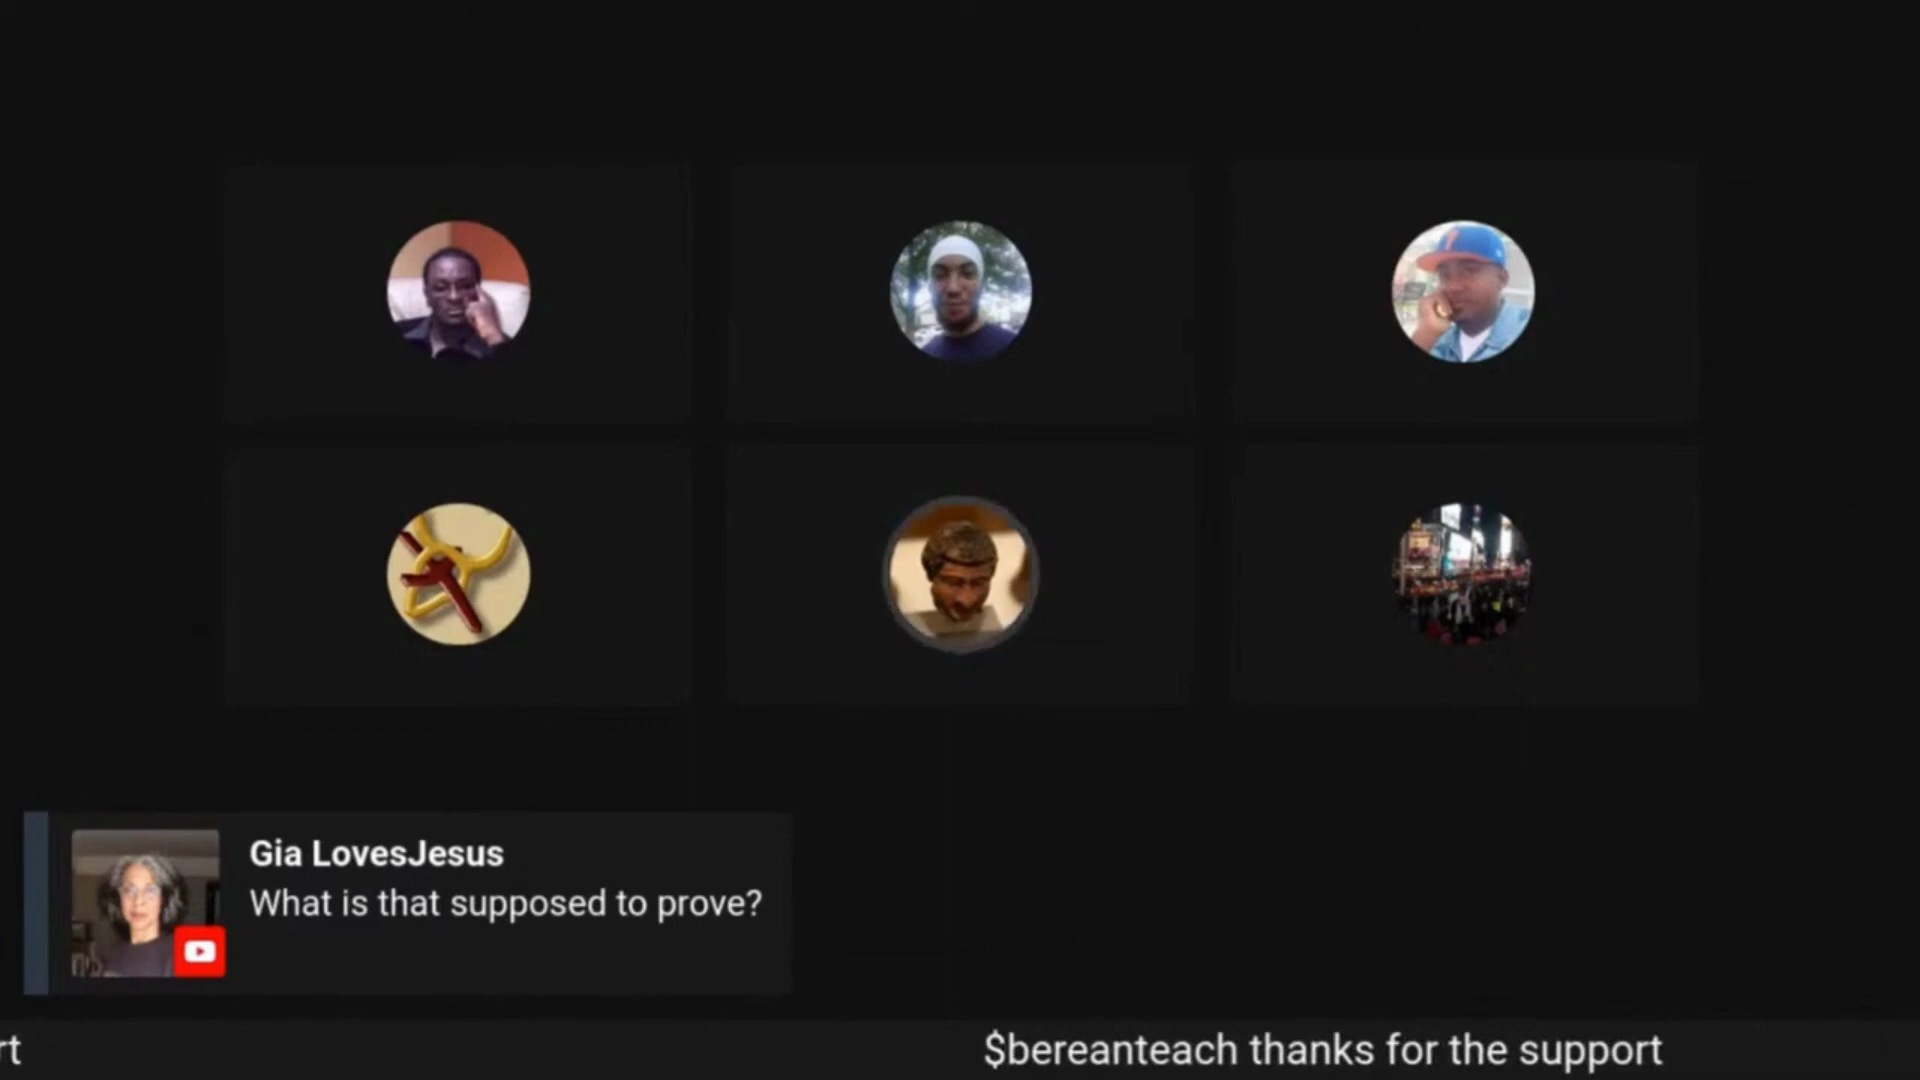 Gia LovesJesus
What is that supposed to prove?
rt
$bereanteach thanks for the support